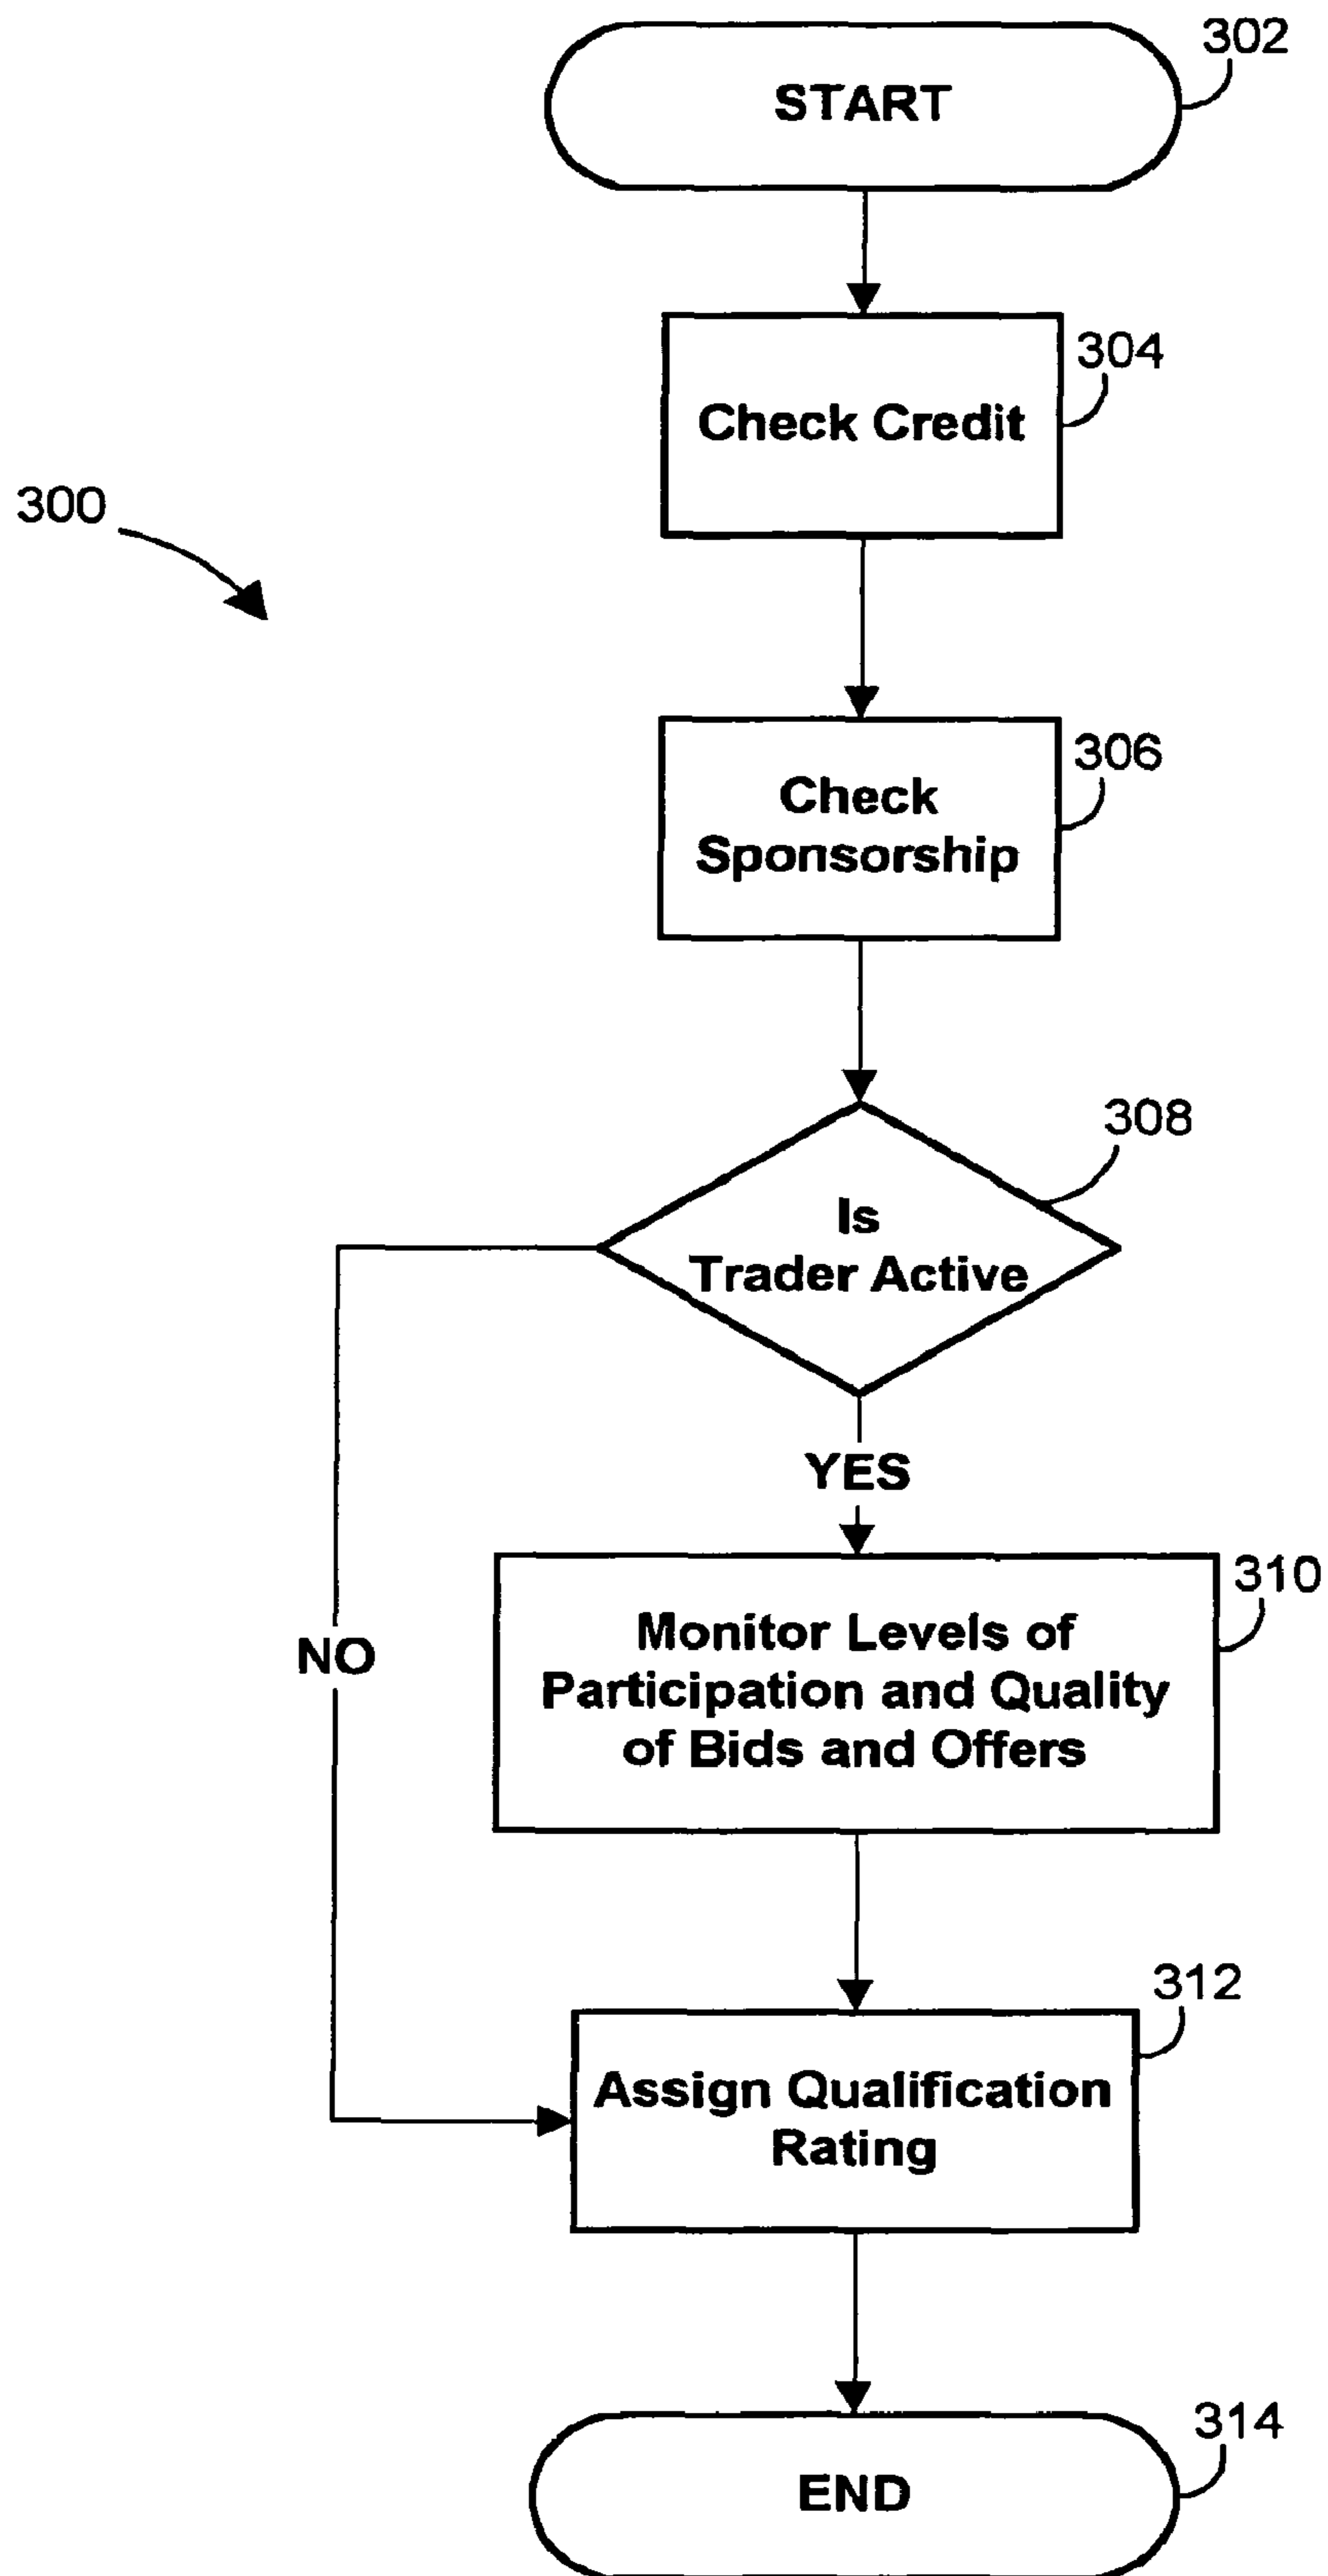 302
START
304
Check Credit
300
306
Check
Sponsorship
308
Is
Trader Active
YES
310
Monitor Levels of
Participation and Quality
of Bids and Offers
NO
312
Assign Qualification
Rating
314
END